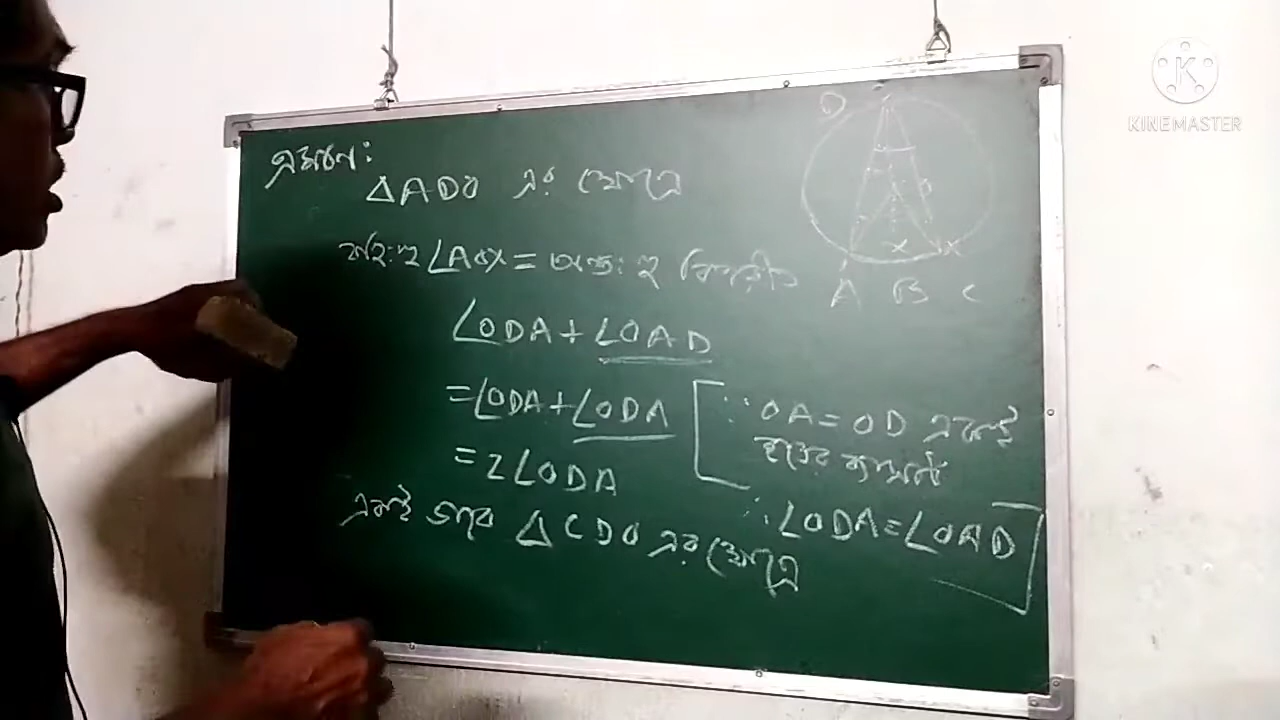 প্রমাণ:
ΔADO এর ক্ষেত্রে
বহিঃস্থ ∠AOX = অন্তঃস্থ বিপরীত
∠ODA + ∠OAD
= ∠ODA + ∠ODA [∵ OA = OD একই
বৃত্তের ব্যাসার্ধ
= 2∠ODA
∴ ∠ODA = ∠OAD]
একই ভাবে ΔCDO এর ক্ষেত্রে
D
O
X
A B C
KINEMASTER